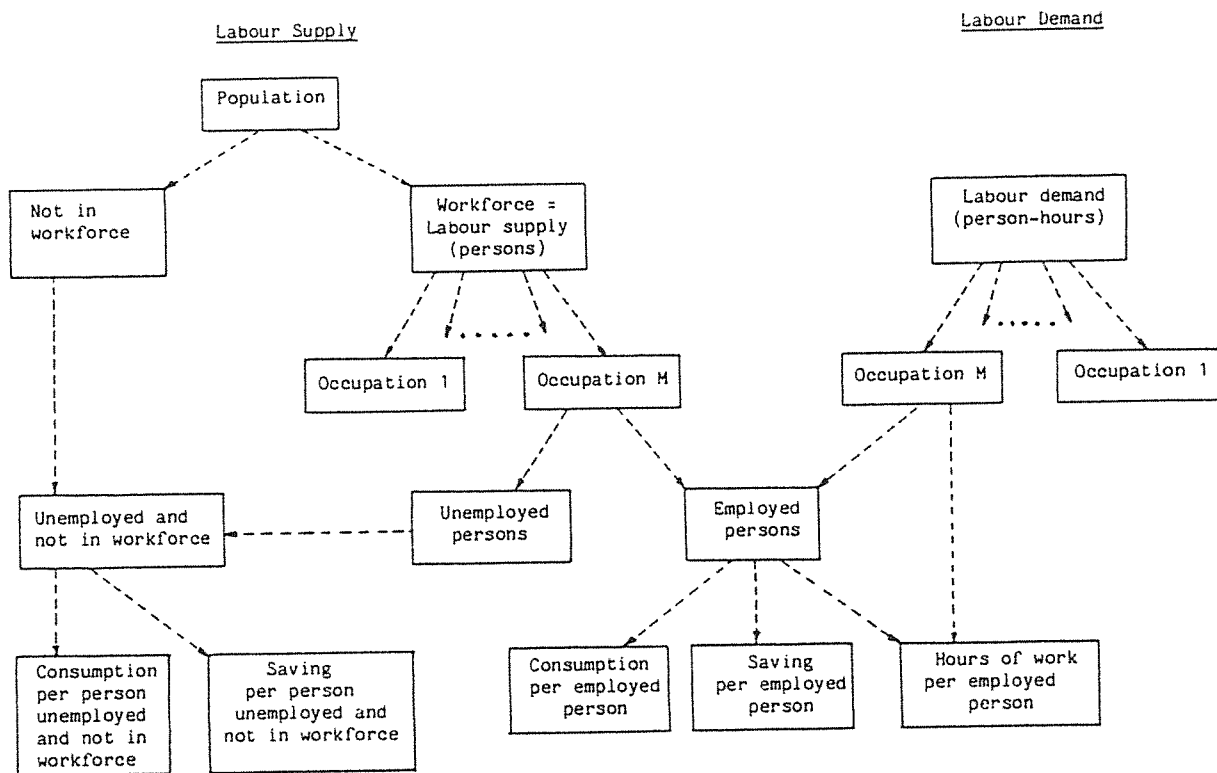 Labour Supply
Labour Demand
Population
Not in
workforce
Workforce =
Labour supply
(persons)
Labour demand
(person-hours)
Occupation 1
Occupation M
Occupation M
Occupation 1
Unemployed and
not in workforce
Unemployed
persons
Employed
persons
Consumption
per person
unemployed
and not in
workforce
Saving
per person
unemployed and
not in workforce
Consumption
per employed
person
Saving
per employed
person
Hours of work
per employed
person